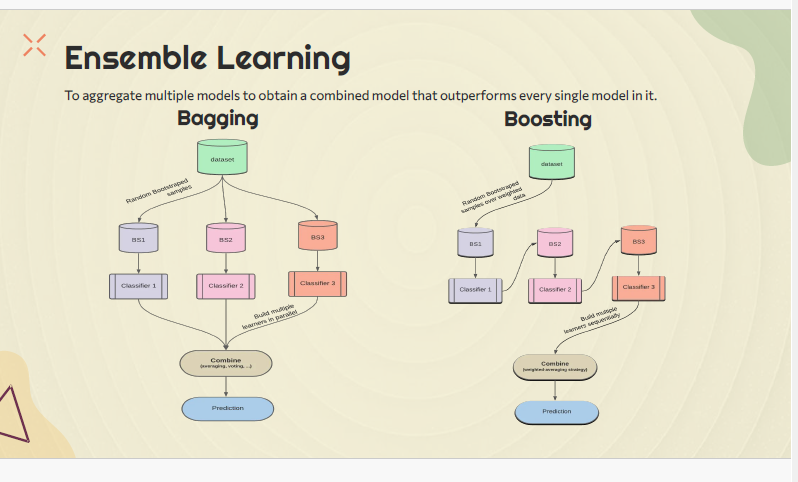 Ensemble Learning
To aggregate multiple models to obtain a combined model that outperforms every single model in it.
Bagging
dataset
Random Bootstraped
samples
BS1
BS2
BS3
Classifier 1
Classifier 2
Classifier 3
Build multiple
learners in parallel
Combine
(averaging, voting, ...)
Prediction
Boosting
dataset
Random Bootstraped
samples over weighted
data
BS1
BS2
BS3
Classifier 1
Classifier 2
Classifier 3
Build multiple
learners sequentially
Combine
(weighted-averaging strategy)
Prediction